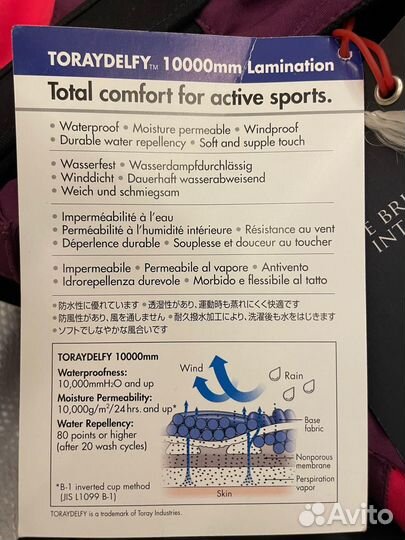 TORAYDELFY™ 10000mm Lamination
Total comfort for active sports.
• Waterproof • Moisture permeable • Windproof
• Durable water repellency • Soft and supple touch
• Wasserfest • Wasserdampfdurchlässig
• Winddicht • Dauerhaft wasserabweisend
• Weich und schmiegsam
• Imperméabilité à l'eau
• Perméabilité à l'humidité intérieure • Résistance au vent
• Déperlence durable • Souplesse et douceur au toucher
• Impermeabile • Permeabile al vapore • Antivento
• Idrorepellenza durevole • Morbido e flessibile al tatto
• 防水性に優れています • 透湿性があり、運動時も蒸れにくく快適です
• 防風性があり、風を通しません • 耐久撥水加工により、洗濯後も水をはじきます
• ソフトでしなやかな風合いです
TORAYDELFY 10000mm
Waterproofness:
10,000mmH2O and up
Moisture Permeability:
10,000g/m²/24hrs. and up*
Water Repellency:
80 points or higher
(after 20 wash cycles)
*B-1 inverted cup method
(JIS L1099 B-1)
Wind
Rain
Base
fabric
Nonporous
membrane
Perspiration
vapor
Skin
TORAYDELFY is a trademark of Toray Industries.
E BRI
INT
Avito